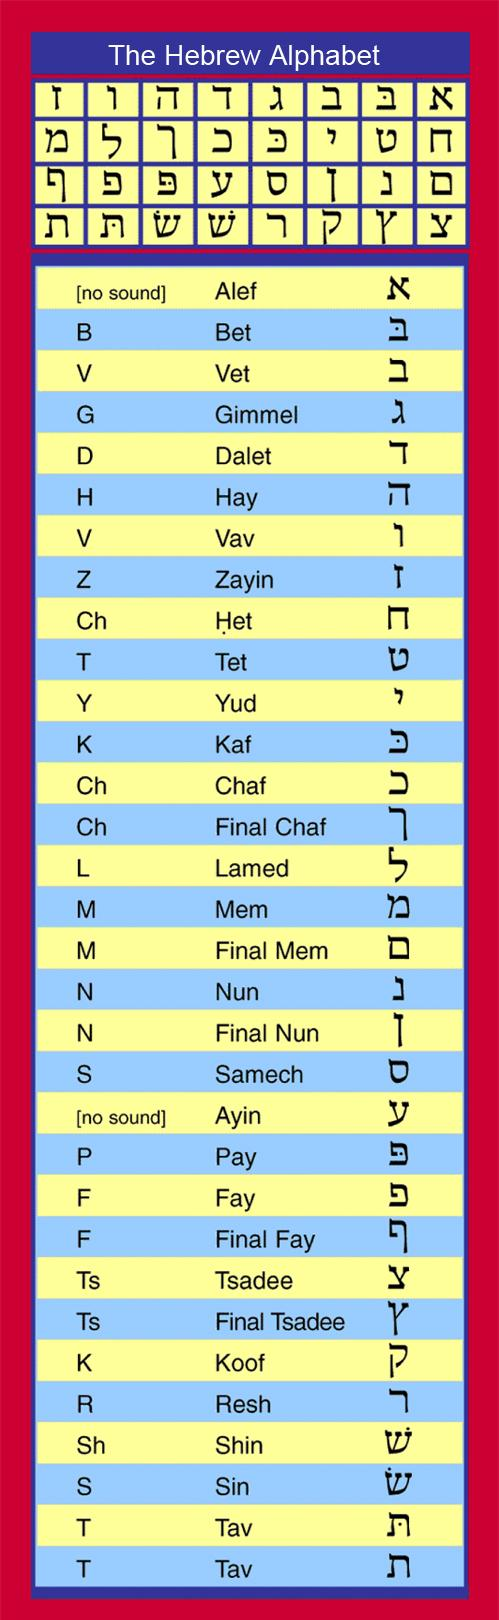 The Hebrew Alphabet
א בּ ב ג ד ה ו ז
ח ט י כּ כ ך ל מ
ם נ ן ס ע פּ פ ף
צ ץ ק ר שׁ שׂ תּ ת
[no sound] Alef א
B Bet בּ
V Vet ב
G Gimmel ג
D Dalet ד
H Hay ה
V Vav ו
Z Zayin ז
Ch Ḥet ח
T Tet ט
Y Yud י
K Kaf כּ
Ch Chaf כ
Ch Final Chaf ך
L Lamed ל
M Mem מ
M Final Mem ם
N Nun נ
N Final Nun ן
S Samech ס
[no sound] Ayin ע
P Pay פּ
F Fay פ
F Final Fay ף
Ts Tsadee צ
Ts Final Tsadee ץ
K Koof ק
R Resh ר
Sh Shin שׁ
S Sin שׂ
T Tav תּ
T Tav ת